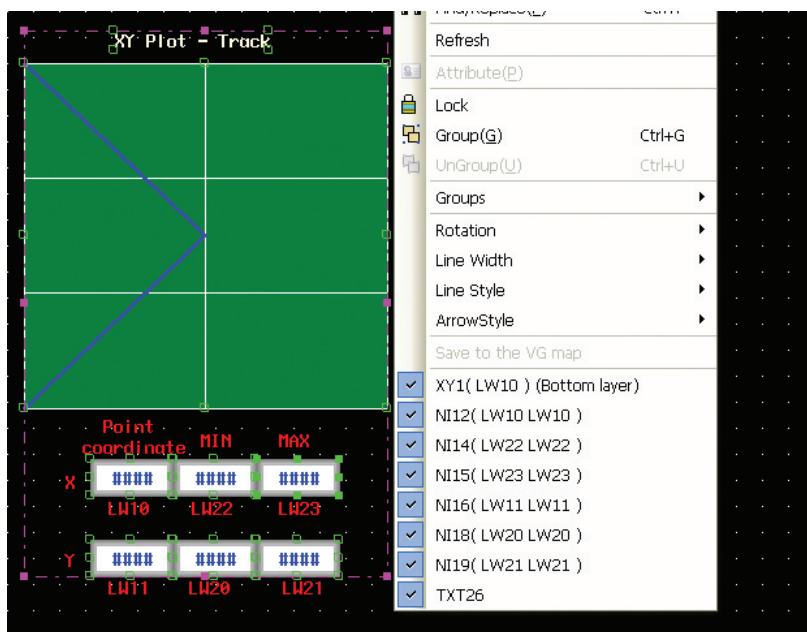 XY Plot - Track
Point
coordinate MIN MAX
X #### #### ####
LW10 LW22 LW23
Y #### #### ####
LW11 LW20 LW21
Refresh
Attribute(P)
Lock
Group(G) Ctrl+G
UnGroup(U) Ctrl+U
Groups
Rotation
Line Width
Line Style
ArrowStyle
Save to the VG map
XY1( LW10 ) (Bottom layer)
NI12( LW10 LW10 )
NI14( LW22 LW22 )
NI15( LW23 LW23 )
NI16( LW11 LW11 )
NI18( LW20 LW20 )
NI19( LW21 LW21 )
TXT26